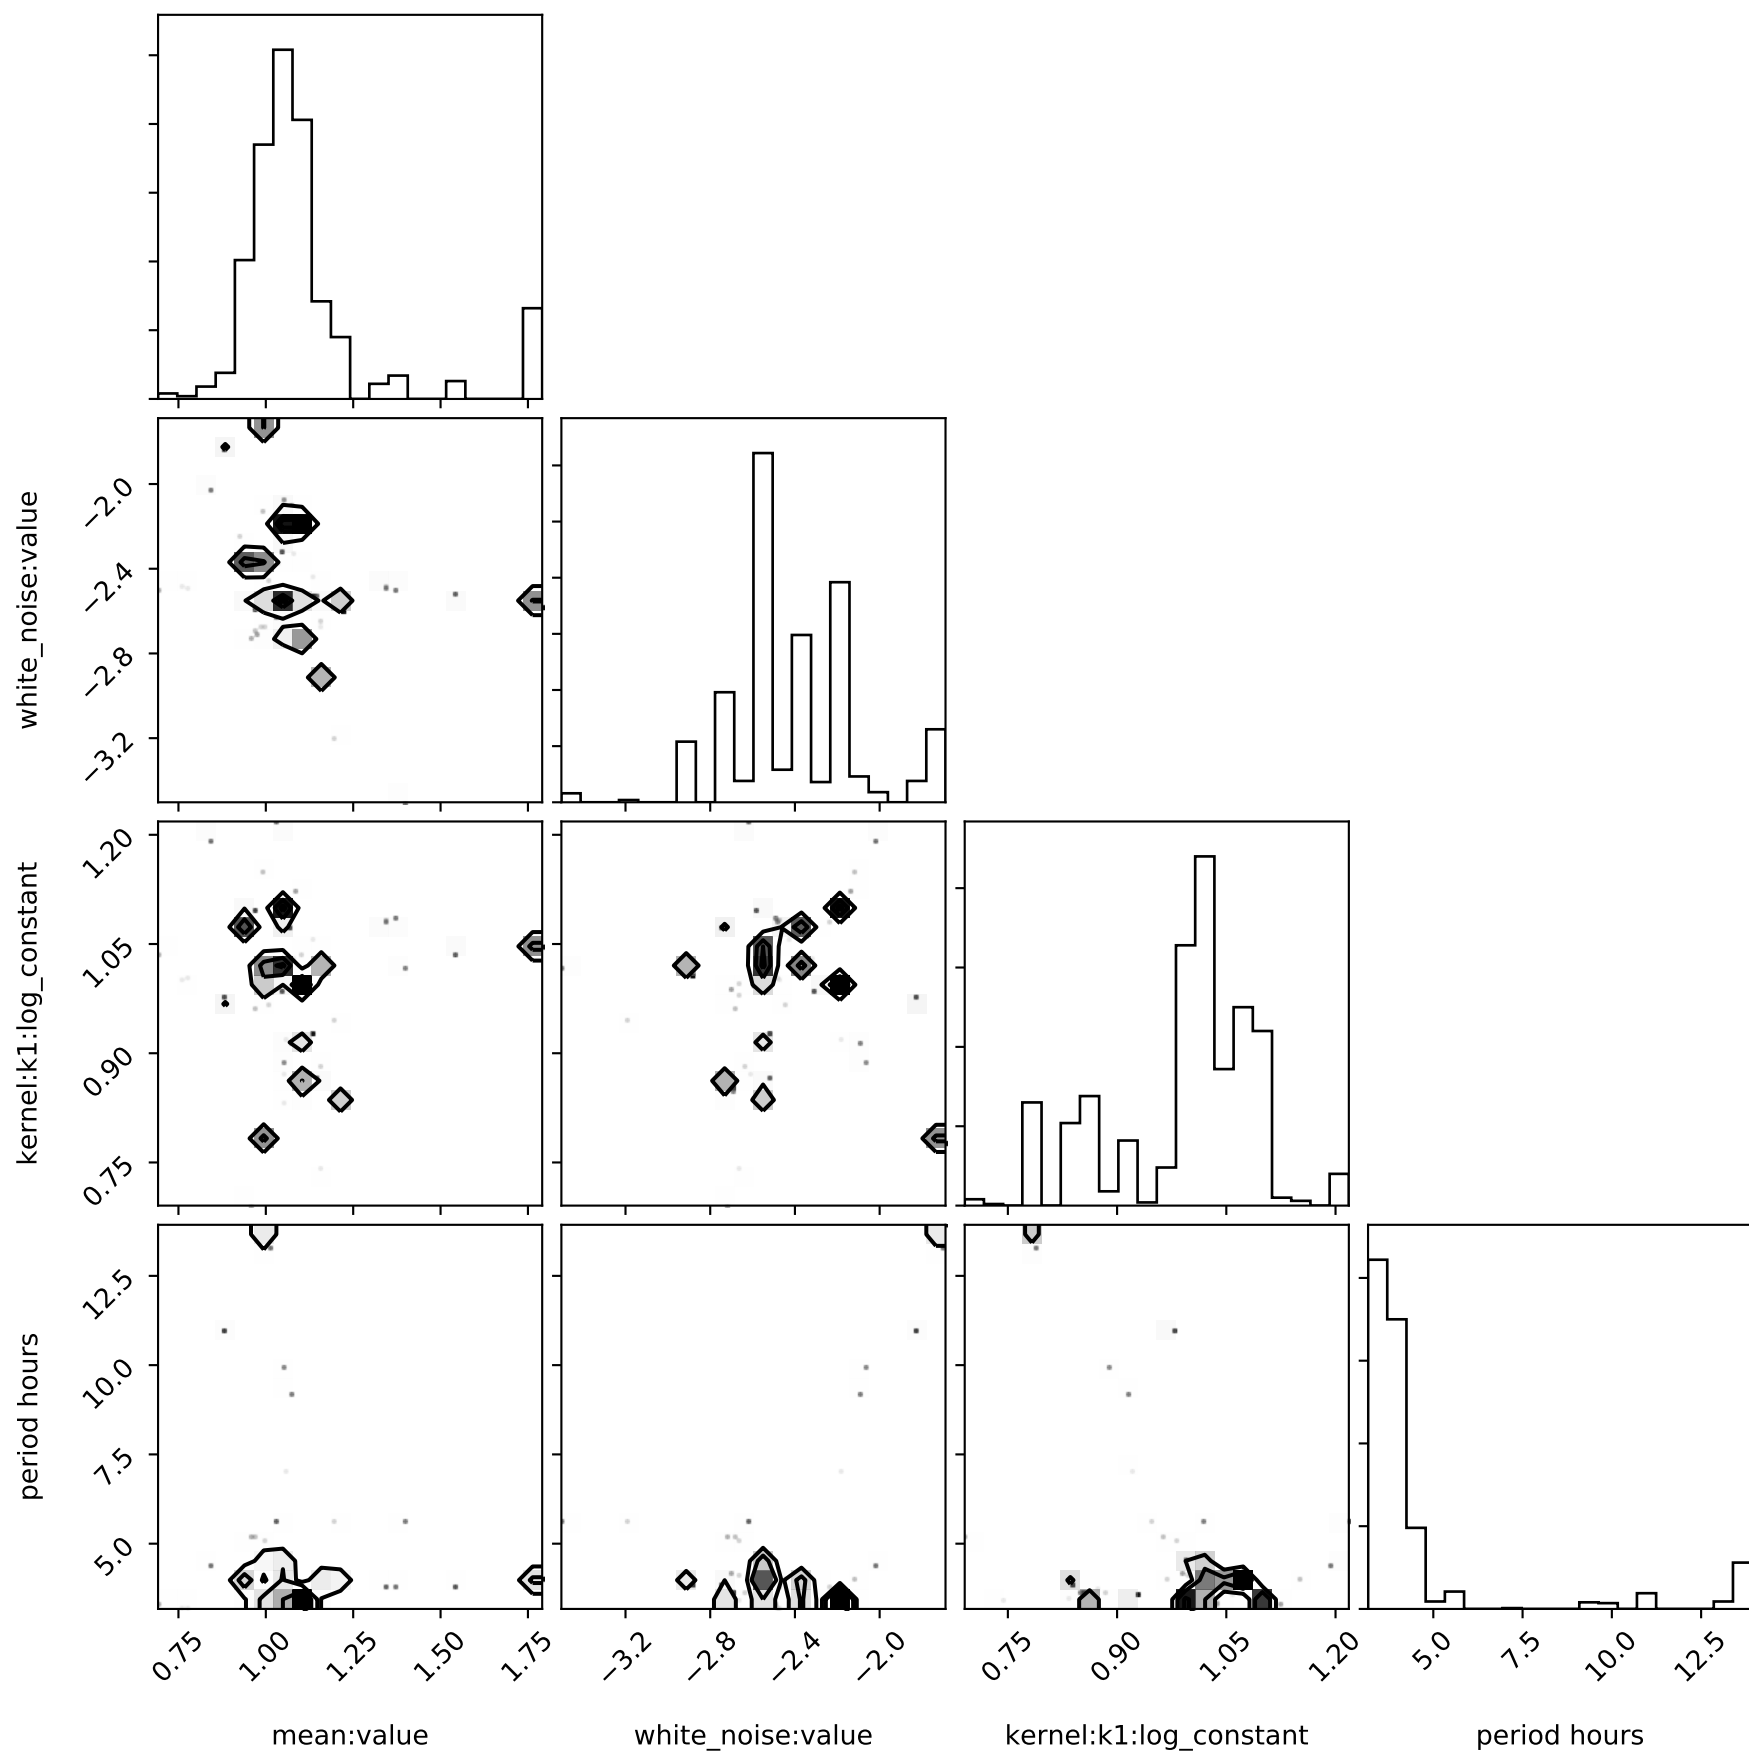 white_noise:value
−2.0
−2.4
−2.8
−3.2
kernel:k1:log_constant
1.20
1.05
0.90
0.75
period hours
12.5
10.0
7.5
5.0
0.75 1.00 1.25 1.50 1.75 −3.2 −2.8 −2.4 −2.0 0.75 0.90 1.05 1.20 5.0 7.5 10.0 12.5
mean:value white_noise:value kernel:k1:log_constant period hours